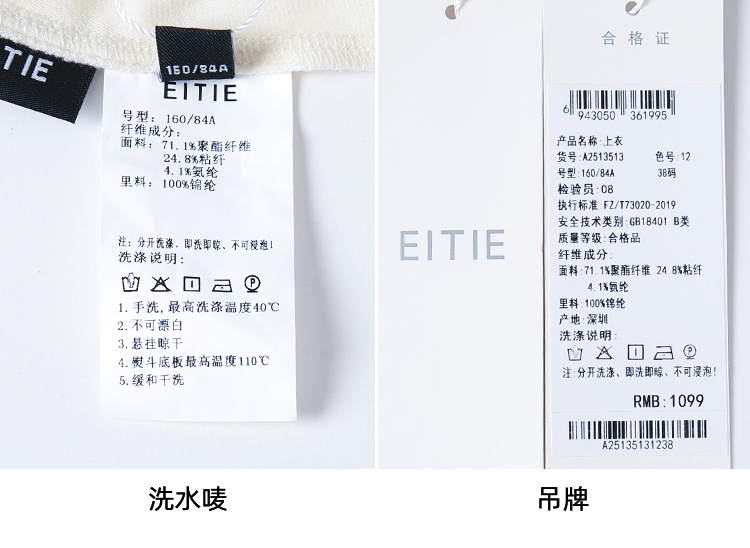 TIE
160/84A
EITIE
号型：160/84A
纤维成分：
面料：71.1%聚酯纤维
24.8%粘纤
4.1%氨纶
里料：100%锦纶
注：分开洗涤、即洗即晾、不可浸泡！
洗涤说明：
P
1.手洗,最高洗涤温度40℃
2.不可漂白
3.悬挂晾干
4.熨斗底板最高温度110℃
5.缓和干洗
洗水唛
EITIE
合格证
6 943050 361995
产品名称:上衣
货号:A2513513 色号:12
号型:160/84A 38码
检验员:08
执行标准:FZ/T73020-2019
安全技术类别:GB18401 B类
质量等级:合格品
纤维成分:
面料:71.1%聚酯纤维 24.8%粘纤
4.1%氨纶
里料:100%锦纶
产地:深圳
洗涤说明:
P
注:分开洗涤、即洗即晾、不可浸泡!
RMB:1099
A25135131238
吊牌